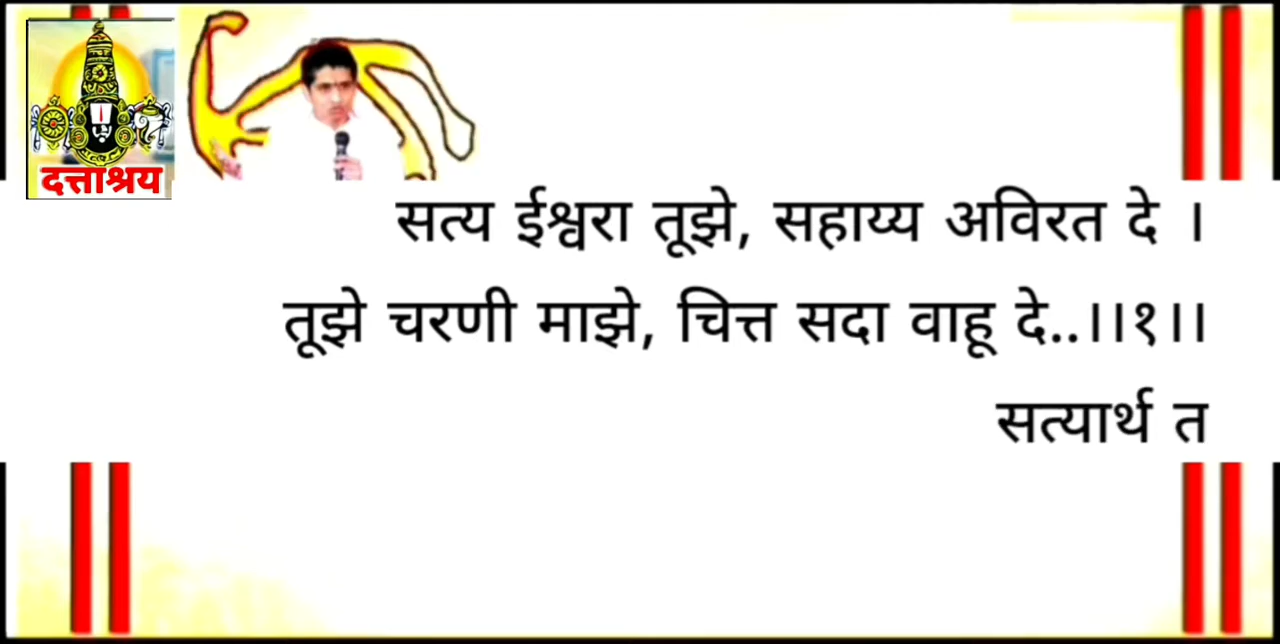 दत्ताश्रय
सत्य ईश्वरा तूझे, सहाय्य अविरत दे ।
तूझे चरणी माझे, चित्त सदा वाहू दे..।।१।।
सत्यार्थ त